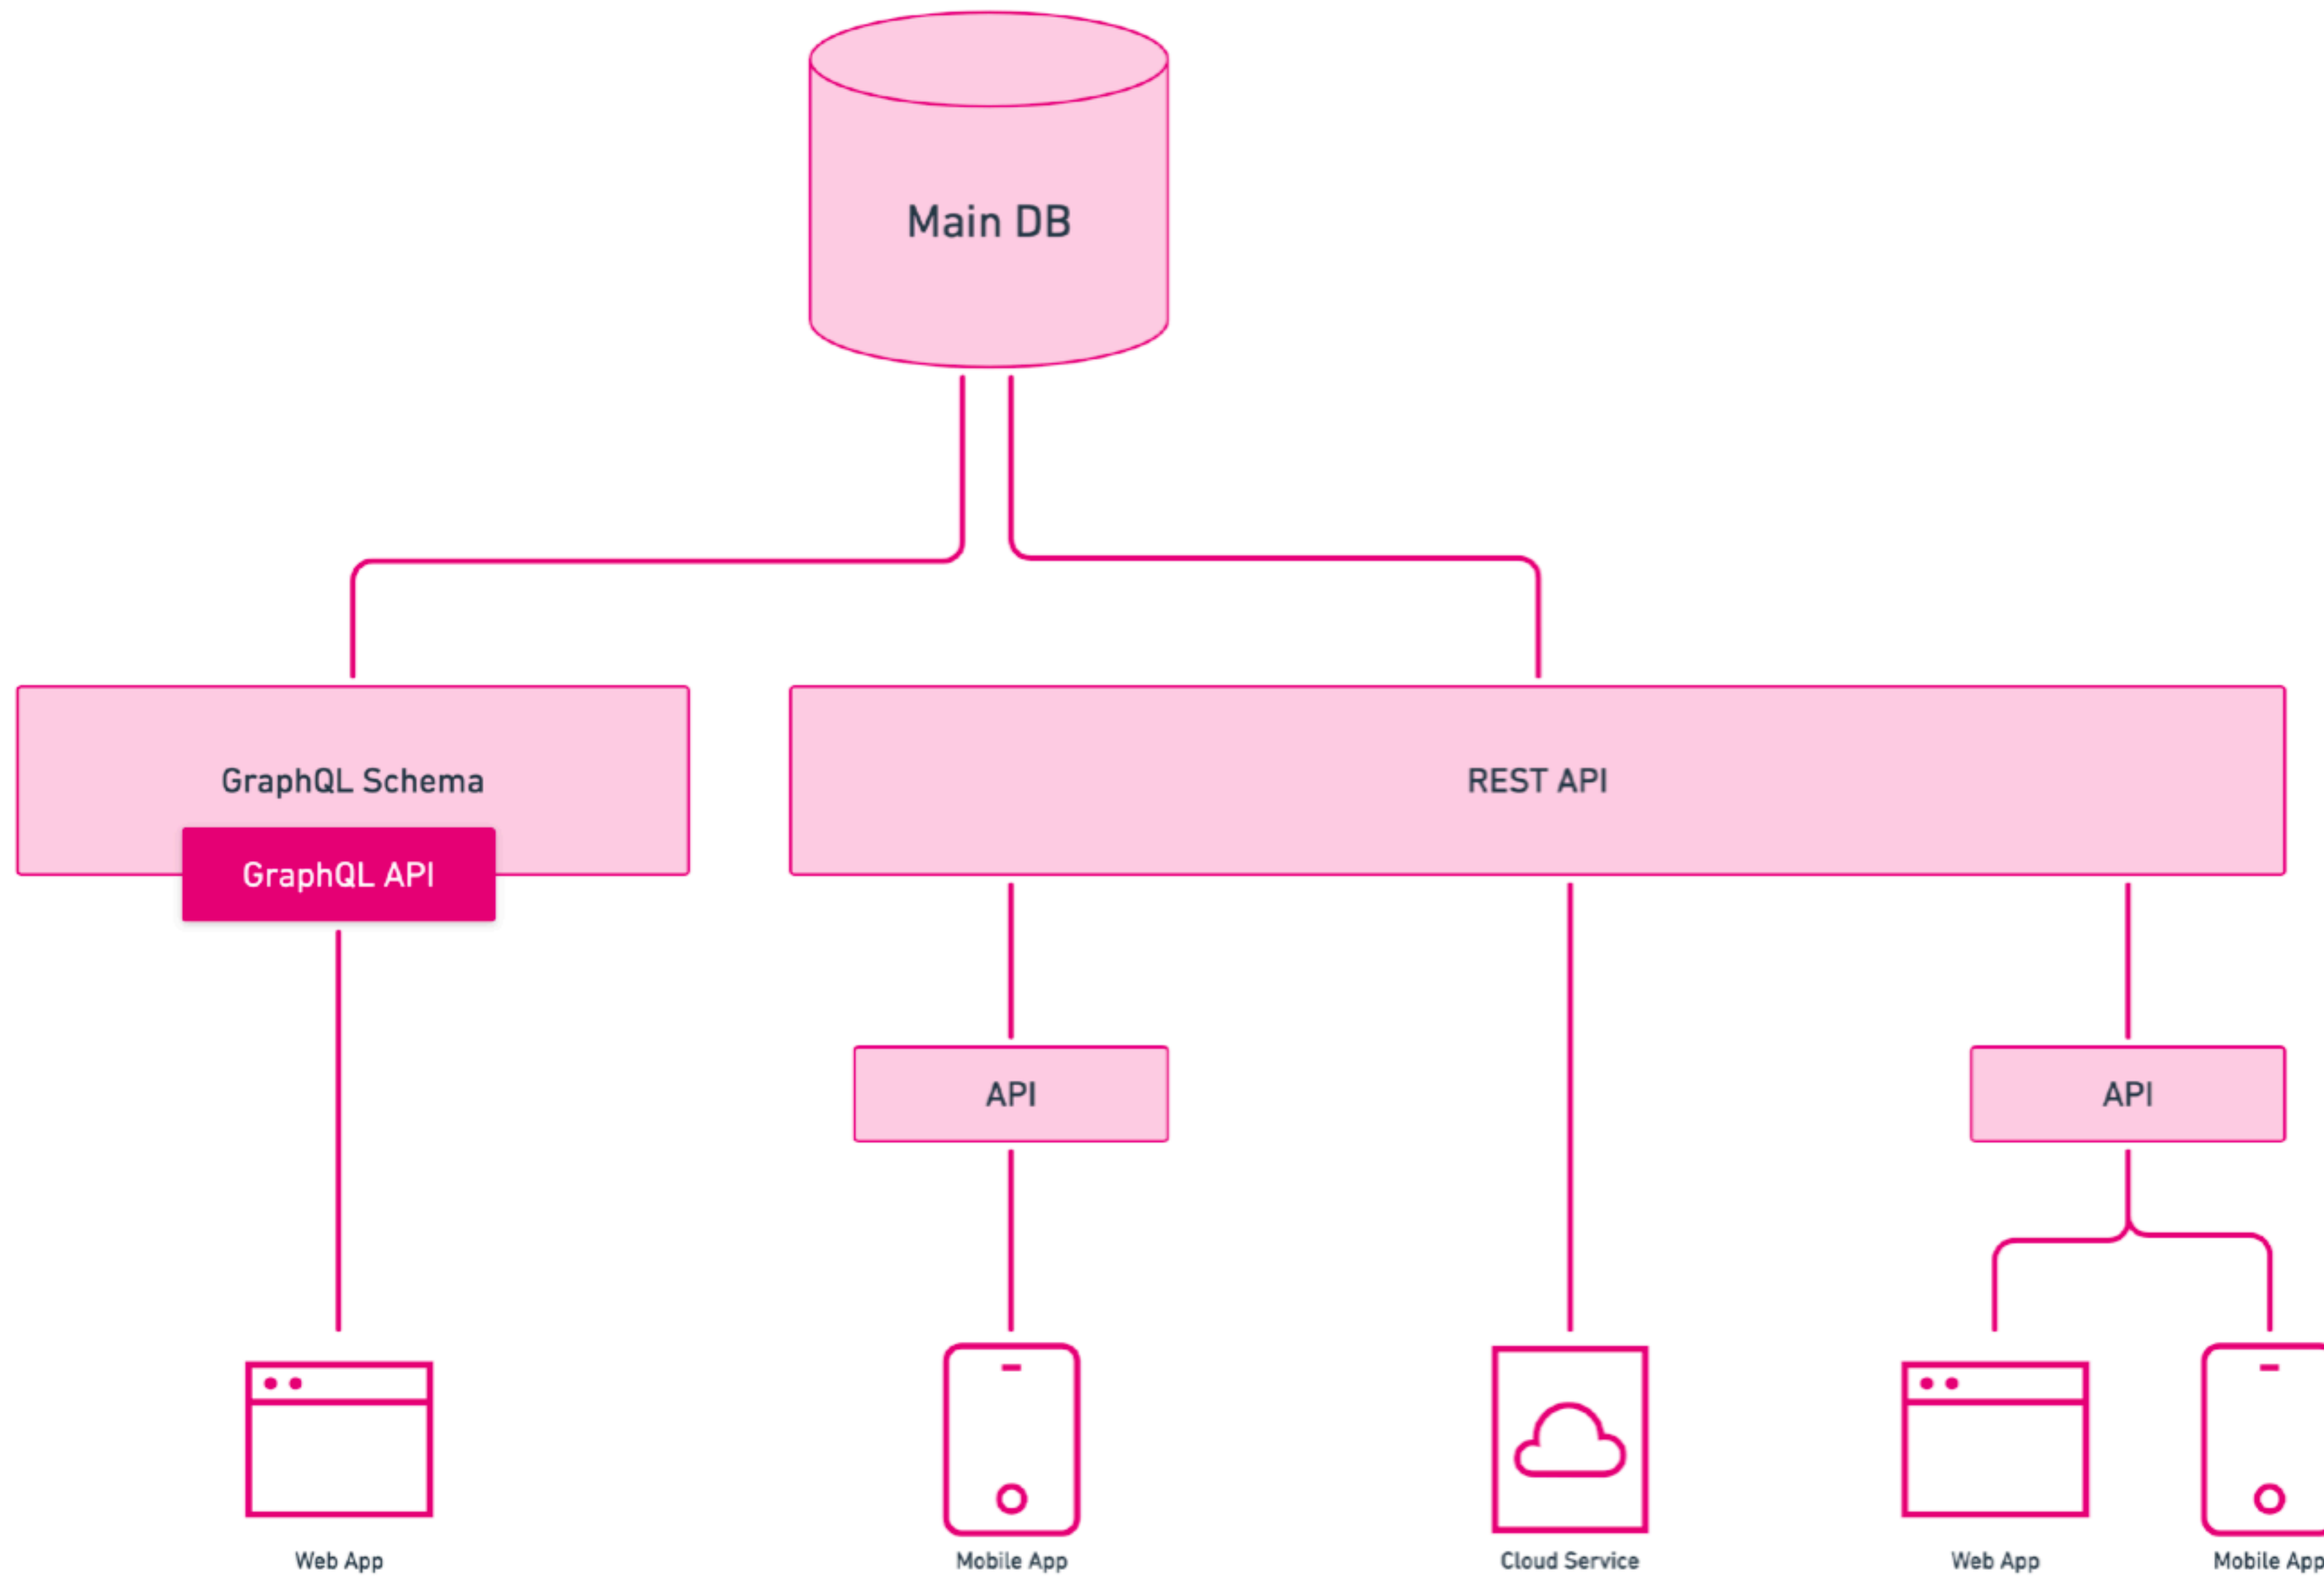 Main DB
GraphQL Schema
REST API
GraphQL API
API
API
Web App
Mobile App
Cloud Service
Web App
Mobile App